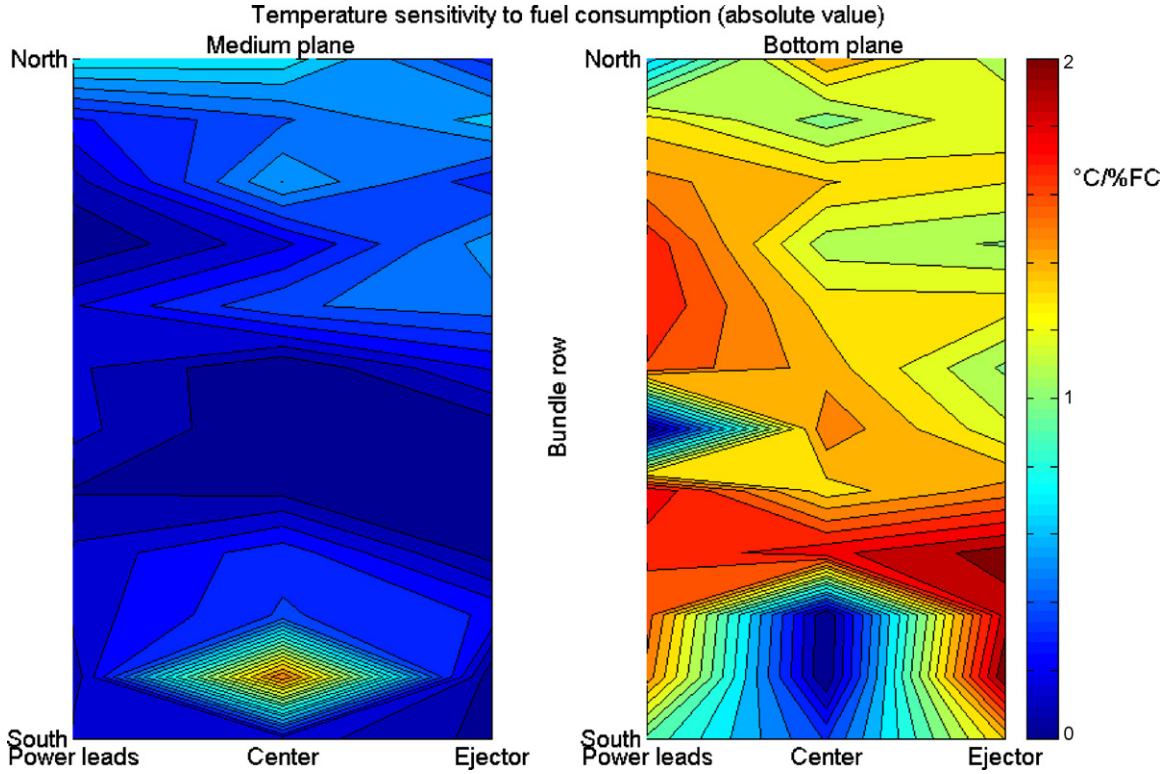 Temperature sensitivity to fuel consumption (absolute value)
Medium plane
Bottom plane
North
North
2
°C/%FC
1
Bundle row
0
South
South
Power leads
Center
Ejector
Power leads
Center
Ejector